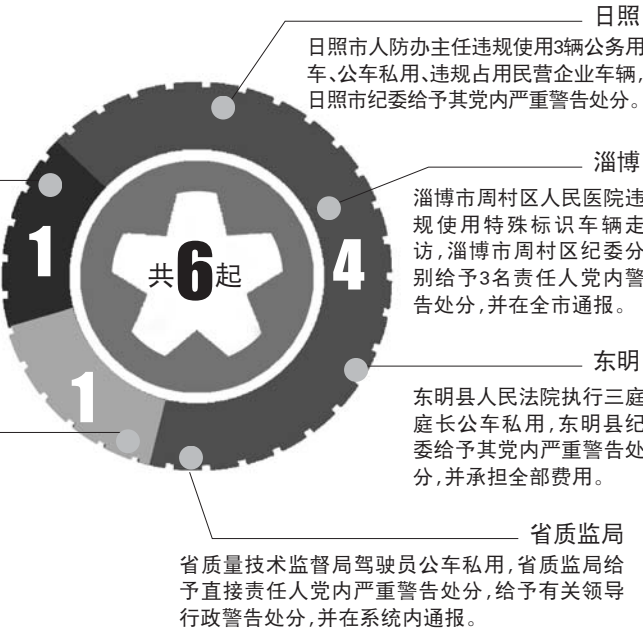 日照
日照市人防办主任违规使用3辆公务用
车、公车私用、违规占用民营企业车辆,
日照市纪委给予其党内严重警告处分。
淄博
淄博市周村区人民医院违
规使用特殊标识车辆走
访,淄博市周村区纪委分
别给予3名责任人党内警
告处分,并在全市通报。
1
共6起
4
1
东明
东明县人民法院执行三庭
庭长公车私用,东明县纪
委给予其党内严重警告处
分,并承担全部费用。
省质监局
省质量技术监督局驾驶员公车私用,省质监局给
予直接责任人党内严重警告处分,给予有关领导
行政警告处分,并在系统内通报。